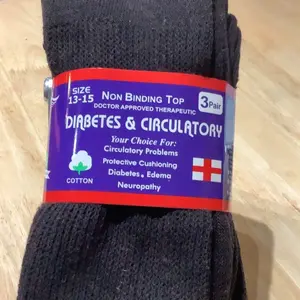 SIZE
13-15
NON BINDING TOP
DOCTOR APPROVED THERAPEUTIC
3 Pair
DIABETES & CIRCULATORY
Your Choice For:
Circulatory Problems
Protective Cushioning
Diabetes • Edema
Neuropathy
COTTON